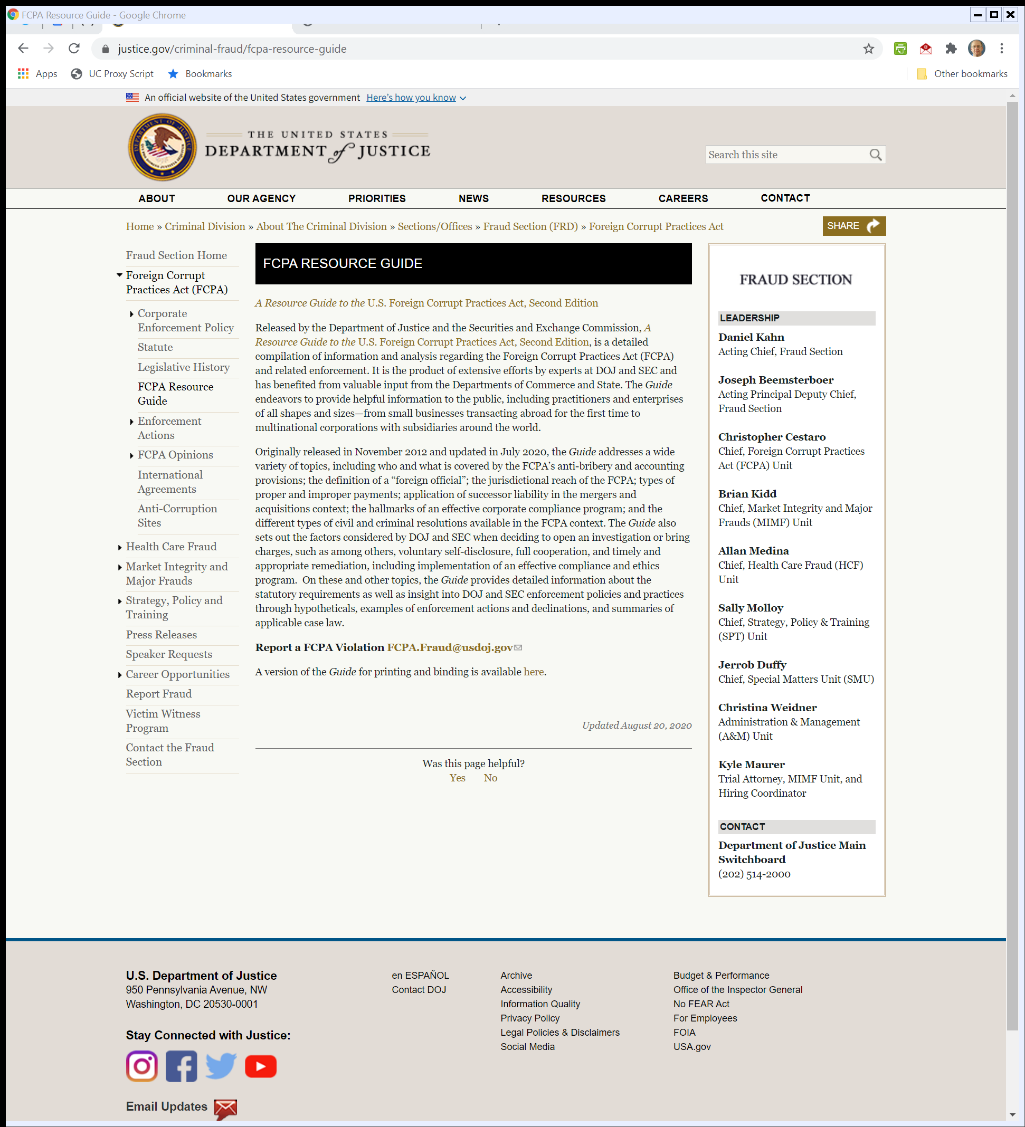 FCPA Resource Guide - Google Chrome
justice.gov/criminal-fraud/fcpa-resource-guide
Apps UC Proxy Script Bookmarks Other bookmarks
An official website of the United States government Here's how you know
THE UNITED STATES
DEPARTMENT of JUSTICE
Search this site
ABOUT OUR AGENCY PRIORITIES NEWS RESOURCES CAREERS CONTACT
Home » Criminal Division » About The Criminal Division » Sections/Offices » Fraud Section (FRD) » Foreign Corrupt Practices Act
SHARE
Fraud Section Home
Foreign Corrupt
Practices Act (FCPA)
Corporate
Enforcement Policy
Statute
Legislative History
FCPA Resource
Guide
Enforcement
Actions
FCPA Opinions
International
Agreements
Anti-Corruption
Sites
Health Care Fraud
Market Integrity and
Major Frauds
Strategy, Policy and
Training
Press Releases
Speaker Requests
Career Opportunities
Report Fraud
Victim Witness
Program
Contact the Fraud
Section
FCPA RESOURCE GUIDE
A Resource Guide to the U.S. Foreign Corrupt Practices Act, Second Edition
Released by the Department of Justice and the Securities and Exchange Commission, A
Resource Guide to the U.S. Foreign Corrupt Practices Act, Second Edition, is a detailed
compilation of information and analysis regarding the Foreign Corrupt Practices Act (FCPA)
and related enforcement. It is the product of extensive efforts by experts at DOJ and SEC and
has benefited from valuable input from the Departments of Commerce and State. The Guide
endeavors to provide helpful information to the public, including practitioners and enterprises
of all shapes and sizes—from small businesses transacting abroad for the first time to
multinational corporations with subsidiaries around the world.
Originally released in November 2012 and updated in July 2020, the Guide addresses a wide
variety of topics, including who and what is covered by the FCPA's anti-bribery and accounting
provisions; the definition of a "foreign official"; the jurisdictional reach of the FCPA; types of
proper and improper payments; application of successor liability in the mergers and
acquisitions context; the hallmarks of an effective corporate compliance program; and the
different types of civil and criminal resolutions available in the FCPA context. The Guide also
sets out the factors considered by DOJ and SEC when deciding to open an investigation or bring
charges, such as among others, voluntary self-disclosure, full cooperation, and timely and
appropriate remediation, including implementation of an effective compliance and ethics
program. On these and other topics, the Guide provides detailed information about the
statutory requirements as well as insight into DOJ and SEC enforcement policies and practices
through hypotheticals, examples of enforcement actions and declinations, and summaries of
applicable case law.
Report a FCPA Violation FCPA.Fraud@usdoj.gov
A version of the Guide for printing and binding is available here.
Updated August 20, 2020
Was this page helpful?
Yes No
FRAUD SECTION
LEADERSHIP
Daniel Kahn
Acting Chief, Fraud Section
Joseph Beemsterboer
Acting Principal Deputy Chief,
Fraud Section
Christopher Cestaro
Chief, Foreign Corrupt Practices
Act (FCPA) Unit
Brian Kidd
Chief, Market Integrity and Major
Frauds (MIMF) Unit
Allan Medina
Chief, Health Care Fraud (HCF)
Unit
Sally Molloy
Chief, Strategy, Policy & Training
(SPT) Unit
Jerrob Duffy
Chief, Special Matters Unit (SMU)
Christina Weidner
Administration & Management
(A&M) Unit
Kyle Maurer
Trial Attorney, MIMF Unit, and
Hiring Coordinator
CONTACT
Department of Justice Main
Switchboard
(202) 514-2000
U.S. Department of Justice
950 Pennsylvania Avenue, NW
Washington, DC 20530-0001
Stay Connected with Justice:
Email Updates
en ESPAÑOL
Contact DOJ
Archive
Accessibility
Information Quality
Privacy Policy
Legal Policies & Disclaimers
Social Media
Budget & Performance
Office of the Inspector General
No FEAR Act
For Employees
FOIA
USA.gov